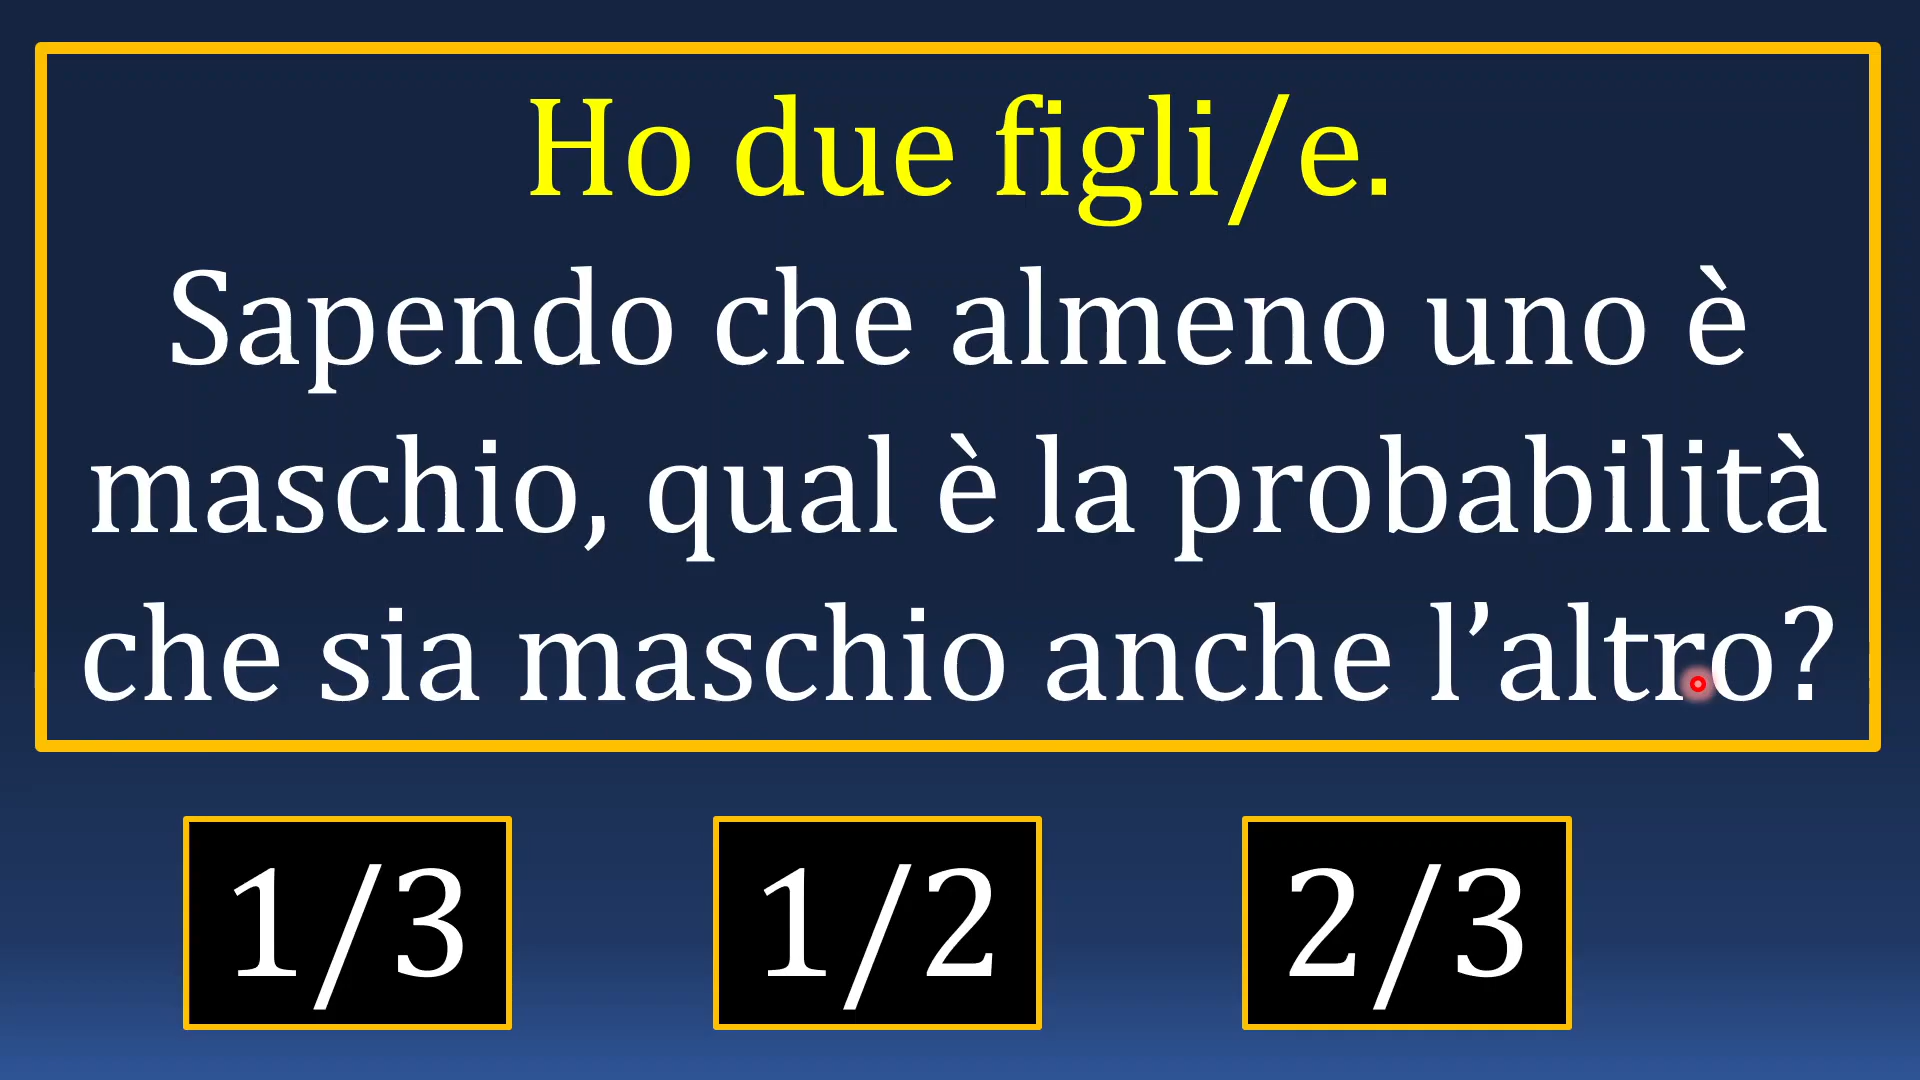 Ho due figli/e.
Sapendo che almeno uno è
maschio, qual è la probabilità
che sia maschio anche l’altro?
1/3
1/2
2/3